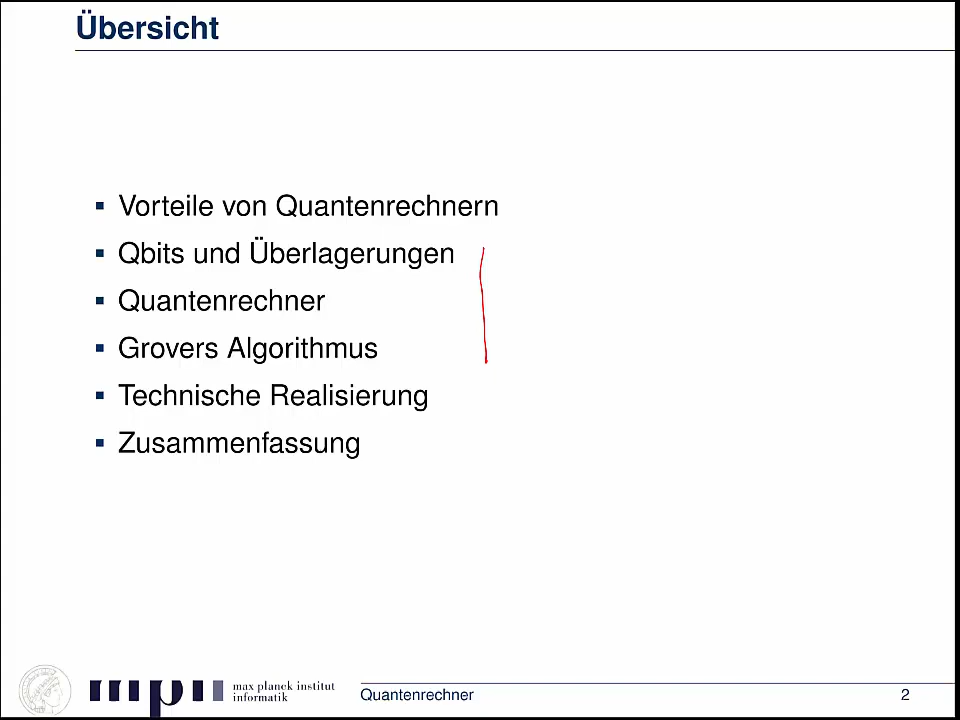 Übersicht
Vorteile von Quantenrechnern
Qbits und Überlagerungen
Quantenrechner
Grovers Algorithmus
Technische Realisierung
Zusammenfassung
mpi
max planck institut
informatik
Quantenrechner
2